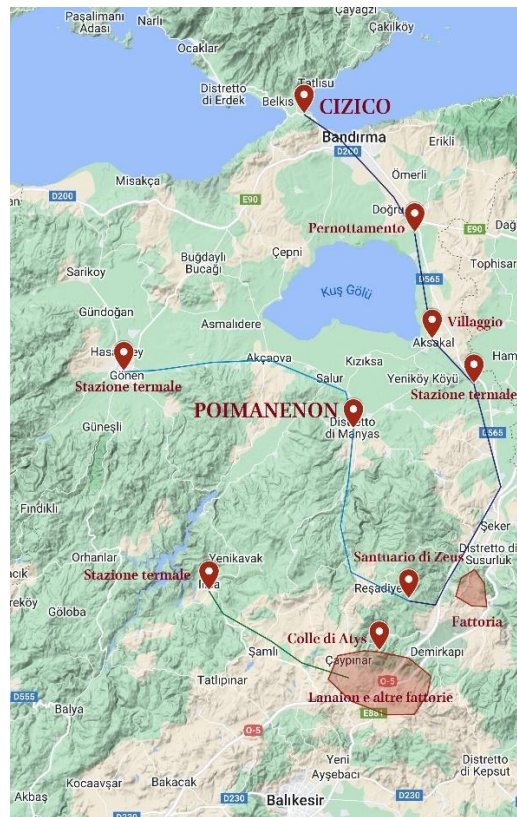 Çayağzı
Paşalimanı
Adası
Narlı
Çakılköy
Ocaklar
Tatlısu
Distretto
di Erdek
Belkıs
CIZICO
Bandırma
D200
Erikli
Misakça
Ömerli
D200
E90
Doğru
Pernottamento
E90
Dağ
Çepni
Tophisar
Buğdaylı
Bucağı
Sarikoy
D565
Kuş Gölü
Gündoğan
Asmalıdere
Villaggio
Aksakal
Akçaova
Kızıksa
Ham
Gönen
Stazione termale
Salur
Yeniköy Köyü
Stazione termale
POIMANENON
Distretto
di Manyas
Güneşli
D565
Fındıklı
Şeker
Orhanlar
Yenikavak
Distretto di
Susurluk
Santuario di Zeus
Stazione termale
Reşadiye
Göloba
Fattoria
Colle di Atys
Şamlı
Çaypınar
Demirkapı
Tatlıpınar
O-5
Lanaion e altre fattorie
D555
E881
Balya
O-5
Yeni
Ayşebacı
Distretto
di Kepsut
Kocaavşar
Bakacak
Akbaş
D230
D230
D230
Balıkesir